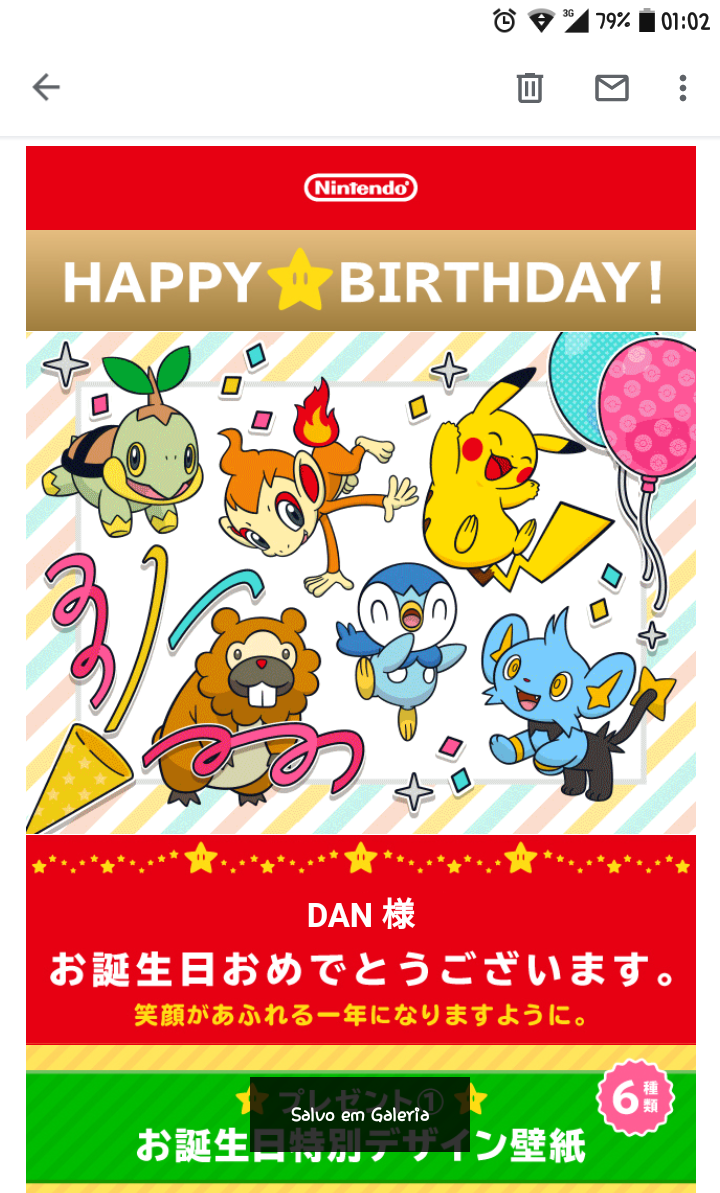 3G 79% 01:02
Nintendo
HAPPY BIRTHDAY!
DAN 様
お誕生日おめでとうございます。
笑顔があふれる一年になりますように。
プレゼント①
6種類
Salvo em Galeria
お誕生日特別デザイン壁紙